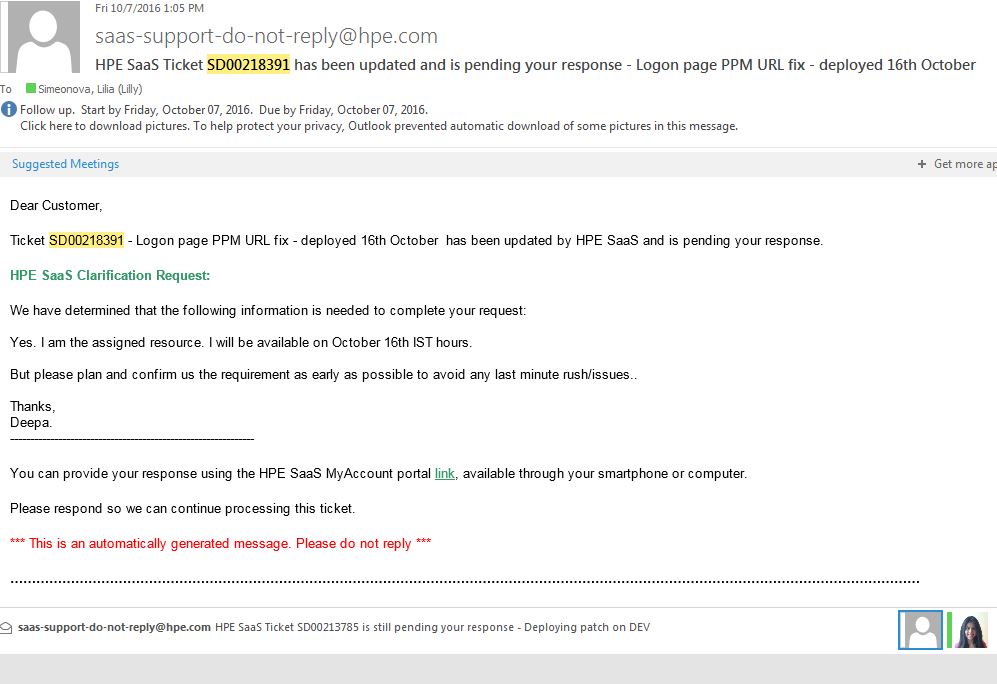 Fri 10/7/2016 1:05 PM
saas-support-do-not-reply@hpe.com
HPE SaaS Ticket SD00218391 has been updated and is pending your response - Logon page PPM URL fix - deployed 16th October
To Simeonova, Lilia (Lilly)
Follow up. Start by Friday, October 07, 2016. Due by Friday, October 07, 2016.
Click here to download pictures. To help protect your privacy, Outlook prevented automatic download of some pictures in this message.
Suggested Meetings + Get more ap
Dear Customer,
Ticket SD00218391 - Logon page PPM URL fix - deployed 16th October has been updated by HPE SaaS and is pending your response.
HPE SaaS Clarification Request:
We have determined that the following information is needed to complete your request:
Yes. I am the assigned resource. I will be available on October 16th IST hours.
But please plan and confirm us the requirement as early as possible to avoid any last minute rush/issues..
Thanks,
Deepa.
You can provide your response using the HPE SaaS MyAccount portal link, available through your smartphone or computer.
Please respond so we can continue processing this ticket.
*** This is an automatically generated message. Please do not reply ***
saas-support-do-not-reply@hpe.com HPE SaaS Ticket SD00213785 is still pending your response - Deploying patch on DEV